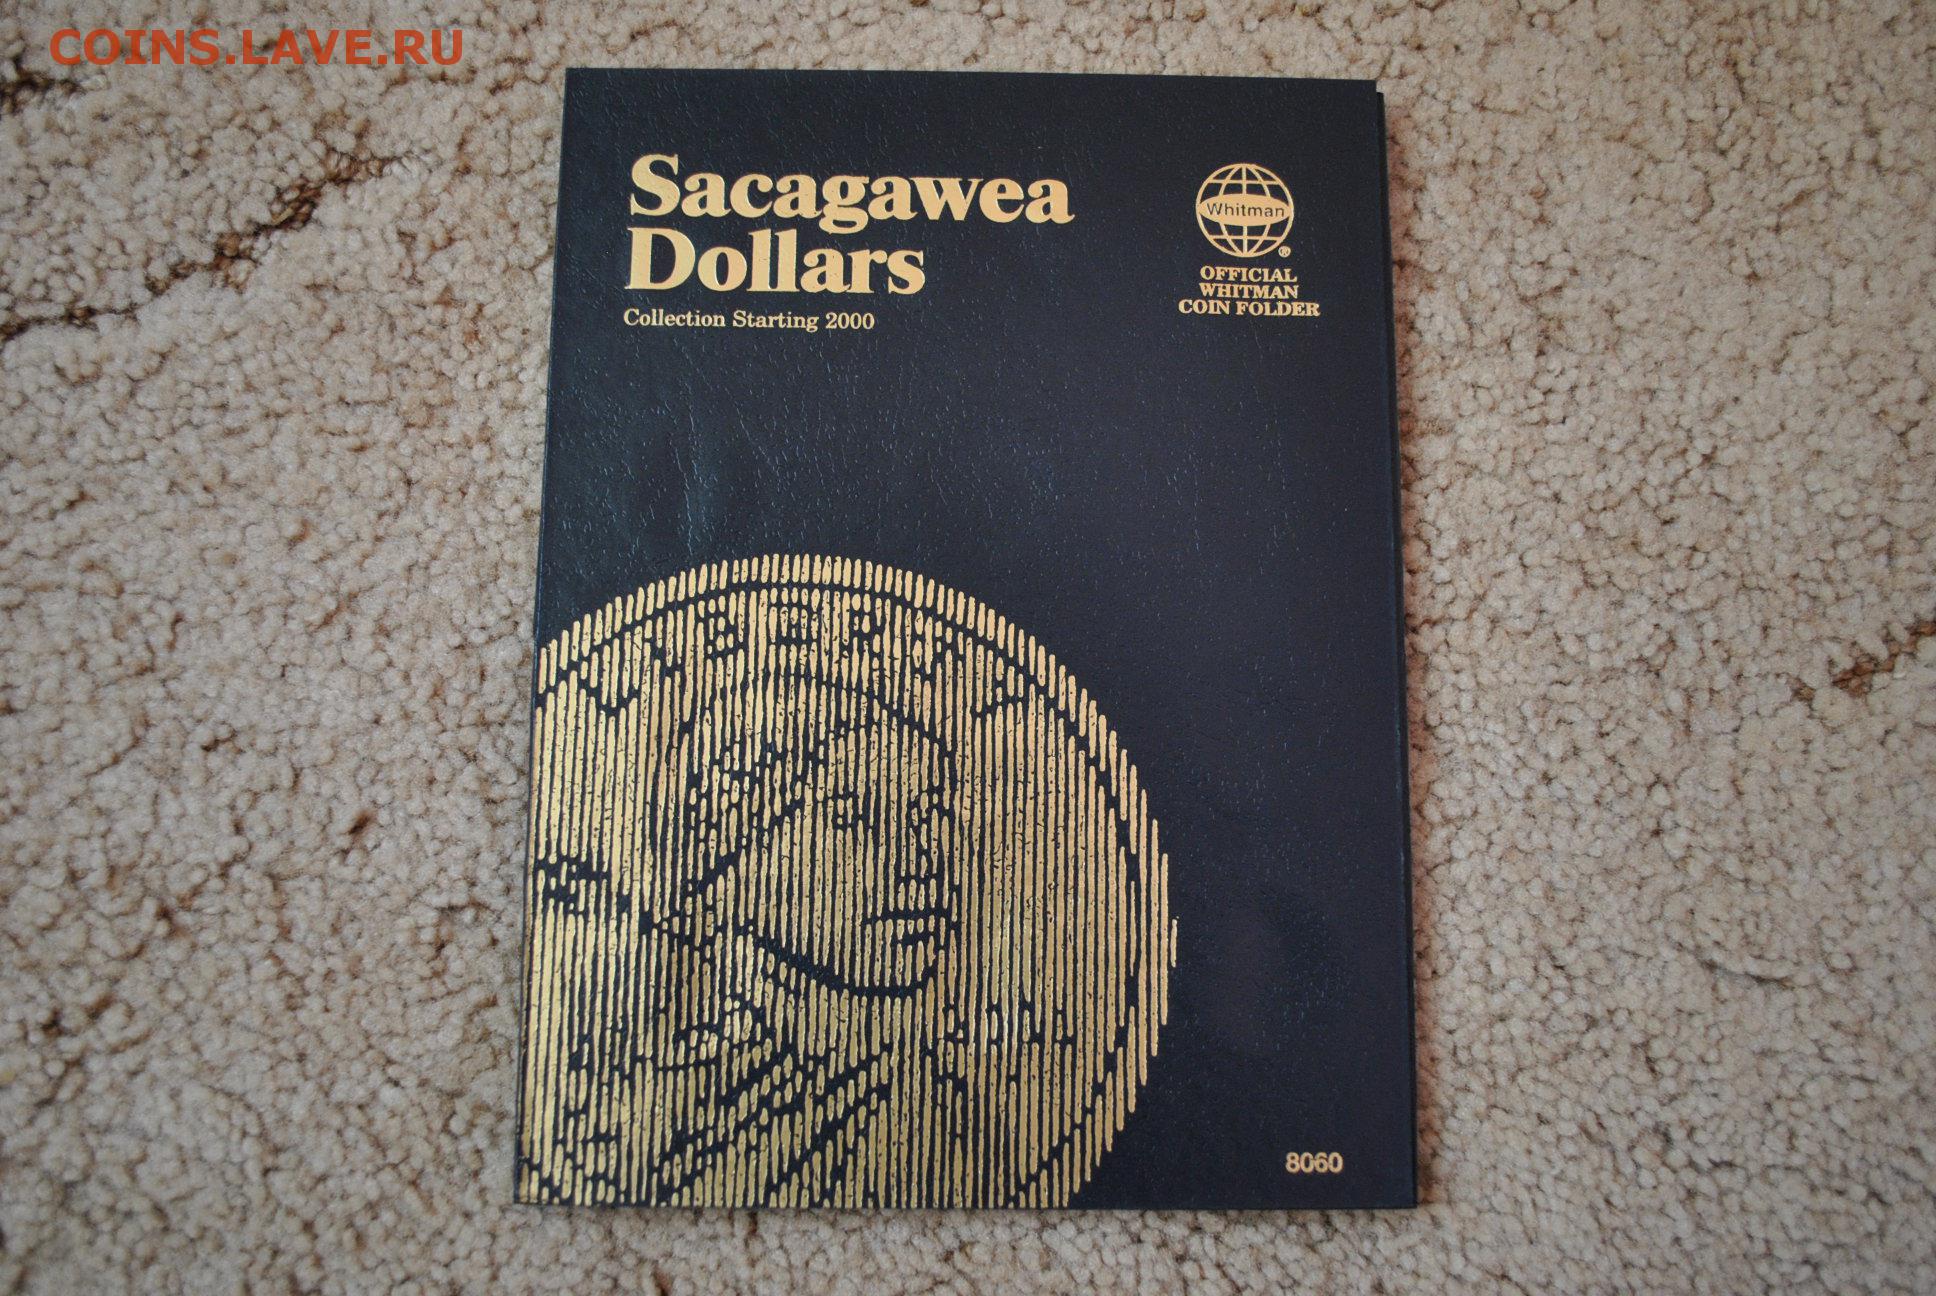 COINS.LAVE.RU
Sacagawea
Dollars
Collection Starting 2000
Whitman
®
OFFICIAL
WHITMAN
COIN FOLDER
8060